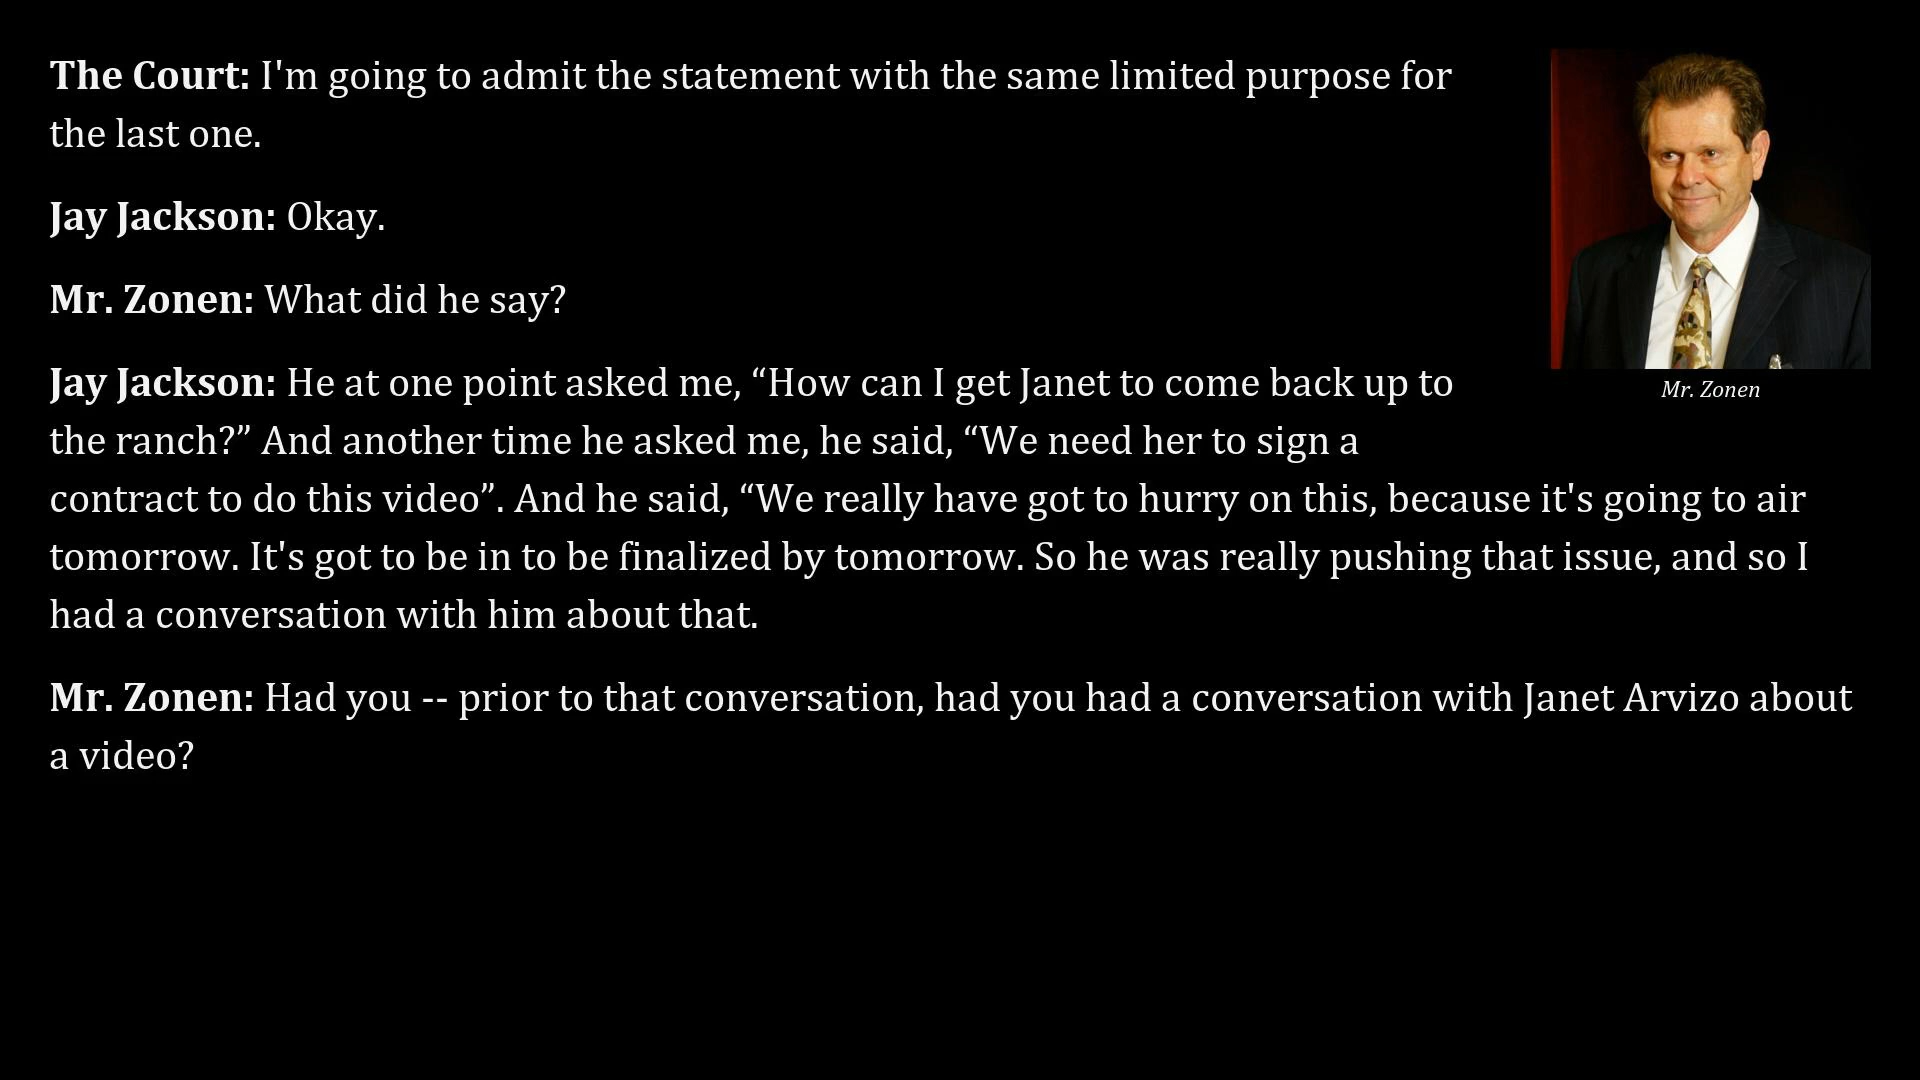 The Court: I'm going to admit the statement with the same limited purpose for
the last one.
Jay Jackson: Okay.
Mr. Zonen: What did he say?
Jay Jackson: He at one point asked me, “How can I get Janet to come back up to
the ranch?” And another time he asked me, he said, “We need her to sign a
contract to do this video”. And he said, “We really have got to hurry on this, because it's going to air
tomorrow. It's got to be in to be finalized by tomorrow. So he was really pushing that issue, and so I
had a conversation with him about that.
Mr. Zonen: Had you -- prior to that conversation, had you had a conversation with Janet Arvizo about
a video?
Mr. Zonen